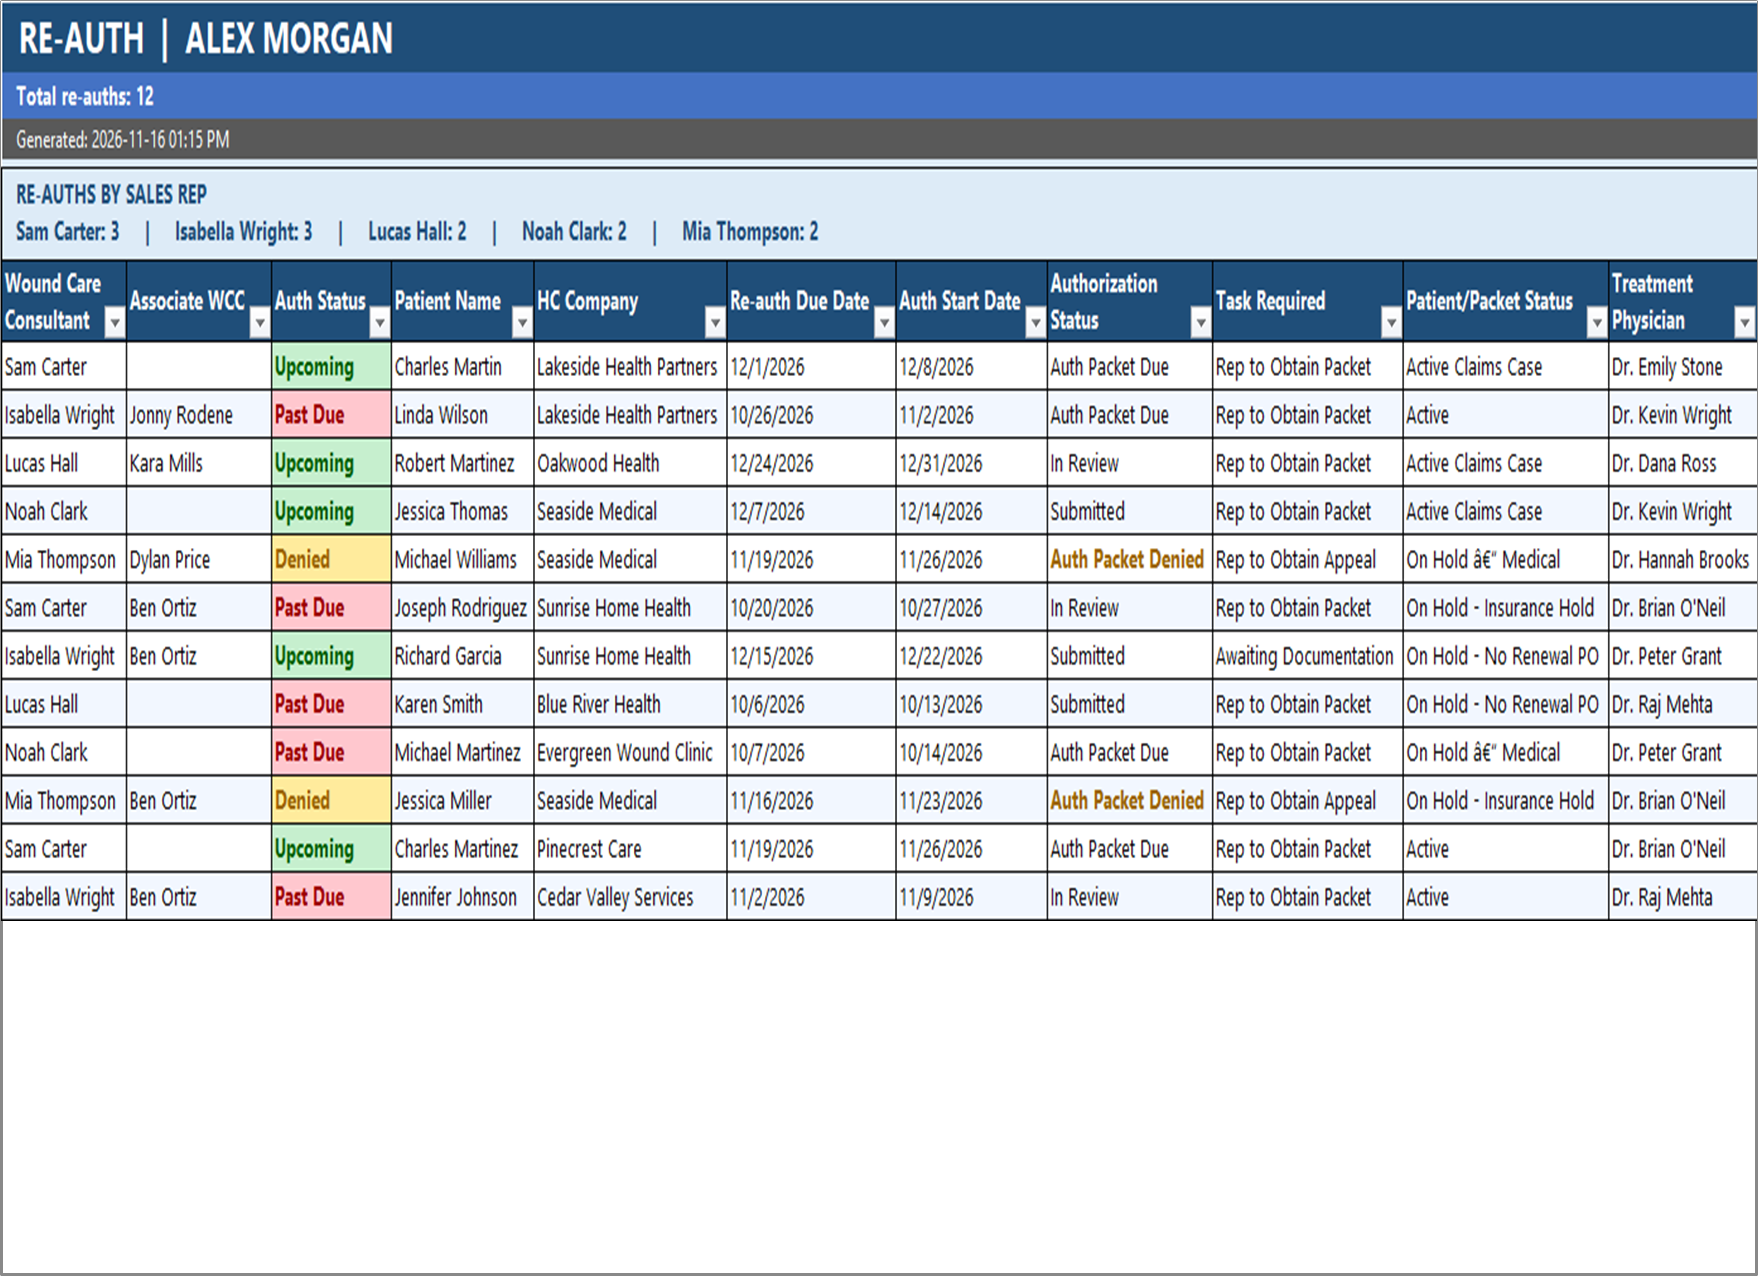 RE-AUTH | ALEX MORGAN
Total re-auths: 12
Generated: 2026-11-16 01:15 PM
RE-AUTHS BY SALES REP
Sam Carter: 3 | Isabella Wright: 3 | Lucas Hall: 2 | Noah Clark: 2 | Mia Thompson: 2
Wound Care Consultant Associate WCC Auth Status Patient Name HC Company Re-auth Due Date Auth Start Date Authorization Status Task Required Patient/Packet Status Treatment Physician
Sam Carter Upcoming Charles Martin Lakeside Health Partners 12/1/2026 12/8/2026 Auth Packet Due Rep to Obtain Packet Active Claims Case Dr. Emily Stone
Isabella Wright Jonny Rodene Past Due Linda Wilson Lakeside Health Partners 10/26/2026 11/2/2026 Auth Packet Due Rep to Obtain Packet Active Dr. Kevin Wright
Lucas Hall Kara Mills Upcoming Robert Martinez Oakwood Health 12/24/2026 12/31/2026 In Review Rep to Obtain Packet Active Claims Case Dr. Dana Ross
Noah Clark Upcoming Jessica Thomas Seaside Medical 12/7/2026 12/14/2026 Submitted Rep to Obtain Packet Active Claims Case Dr. Kevin Wright
Mia Thompson Dylan Price Denied Michael Williams Seaside Medical 11/19/2026 11/26/2026 Auth Packet Denied Rep to Obtain Appeal On Hold â€“ Medical Dr. Hannah Brooks
Sam Carter Ben Ortiz Past Due Joseph Rodriguez Sunrise Home Health 10/20/2026 10/27/2026 In Review Rep to Obtain Packet On Hold - Insurance Hold Dr. Brian O'Neil
Isabella Wright Ben Ortiz Upcoming Richard Garcia Sunrise Home Health 12/15/2026 12/22/2026 Submitted Awaiting Documentation On Hold - No Renewal PO Dr. Peter Grant
Lucas Hall Past Due Karen Smith Blue River Health 10/6/2026 10/13/2026 Submitted Rep to Obtain Packet On Hold - No Renewal PO Dr. Raj Mehta
Noah Clark Past Due Michael Martinez Evergreen Wound Clinic 10/7/2026 10/14/2026 Auth Packet Due Rep to Obtain Packet On Hold â€“ Medical Dr. Peter Grant
Mia Thompson Ben Ortiz Denied Jessica Miller Seaside Medical 11/16/2026 11/23/2026 Auth Packet Denied Rep to Obtain Appeal On Hold - Insurance Hold Dr. Brian O'Neil
Sam Carter Upcoming Charles Martinez Pinecrest Care 11/19/2026 11/26/2026 Auth Packet Due Rep to Obtain Packet Active Dr. Brian O'Neil
Isabella Wright Ben Ortiz Past Due Jennifer Johnson Cedar Valley Services 11/2/2026 11/9/2026 In Review Rep to Obtain Packet Active Dr. Raj Mehta